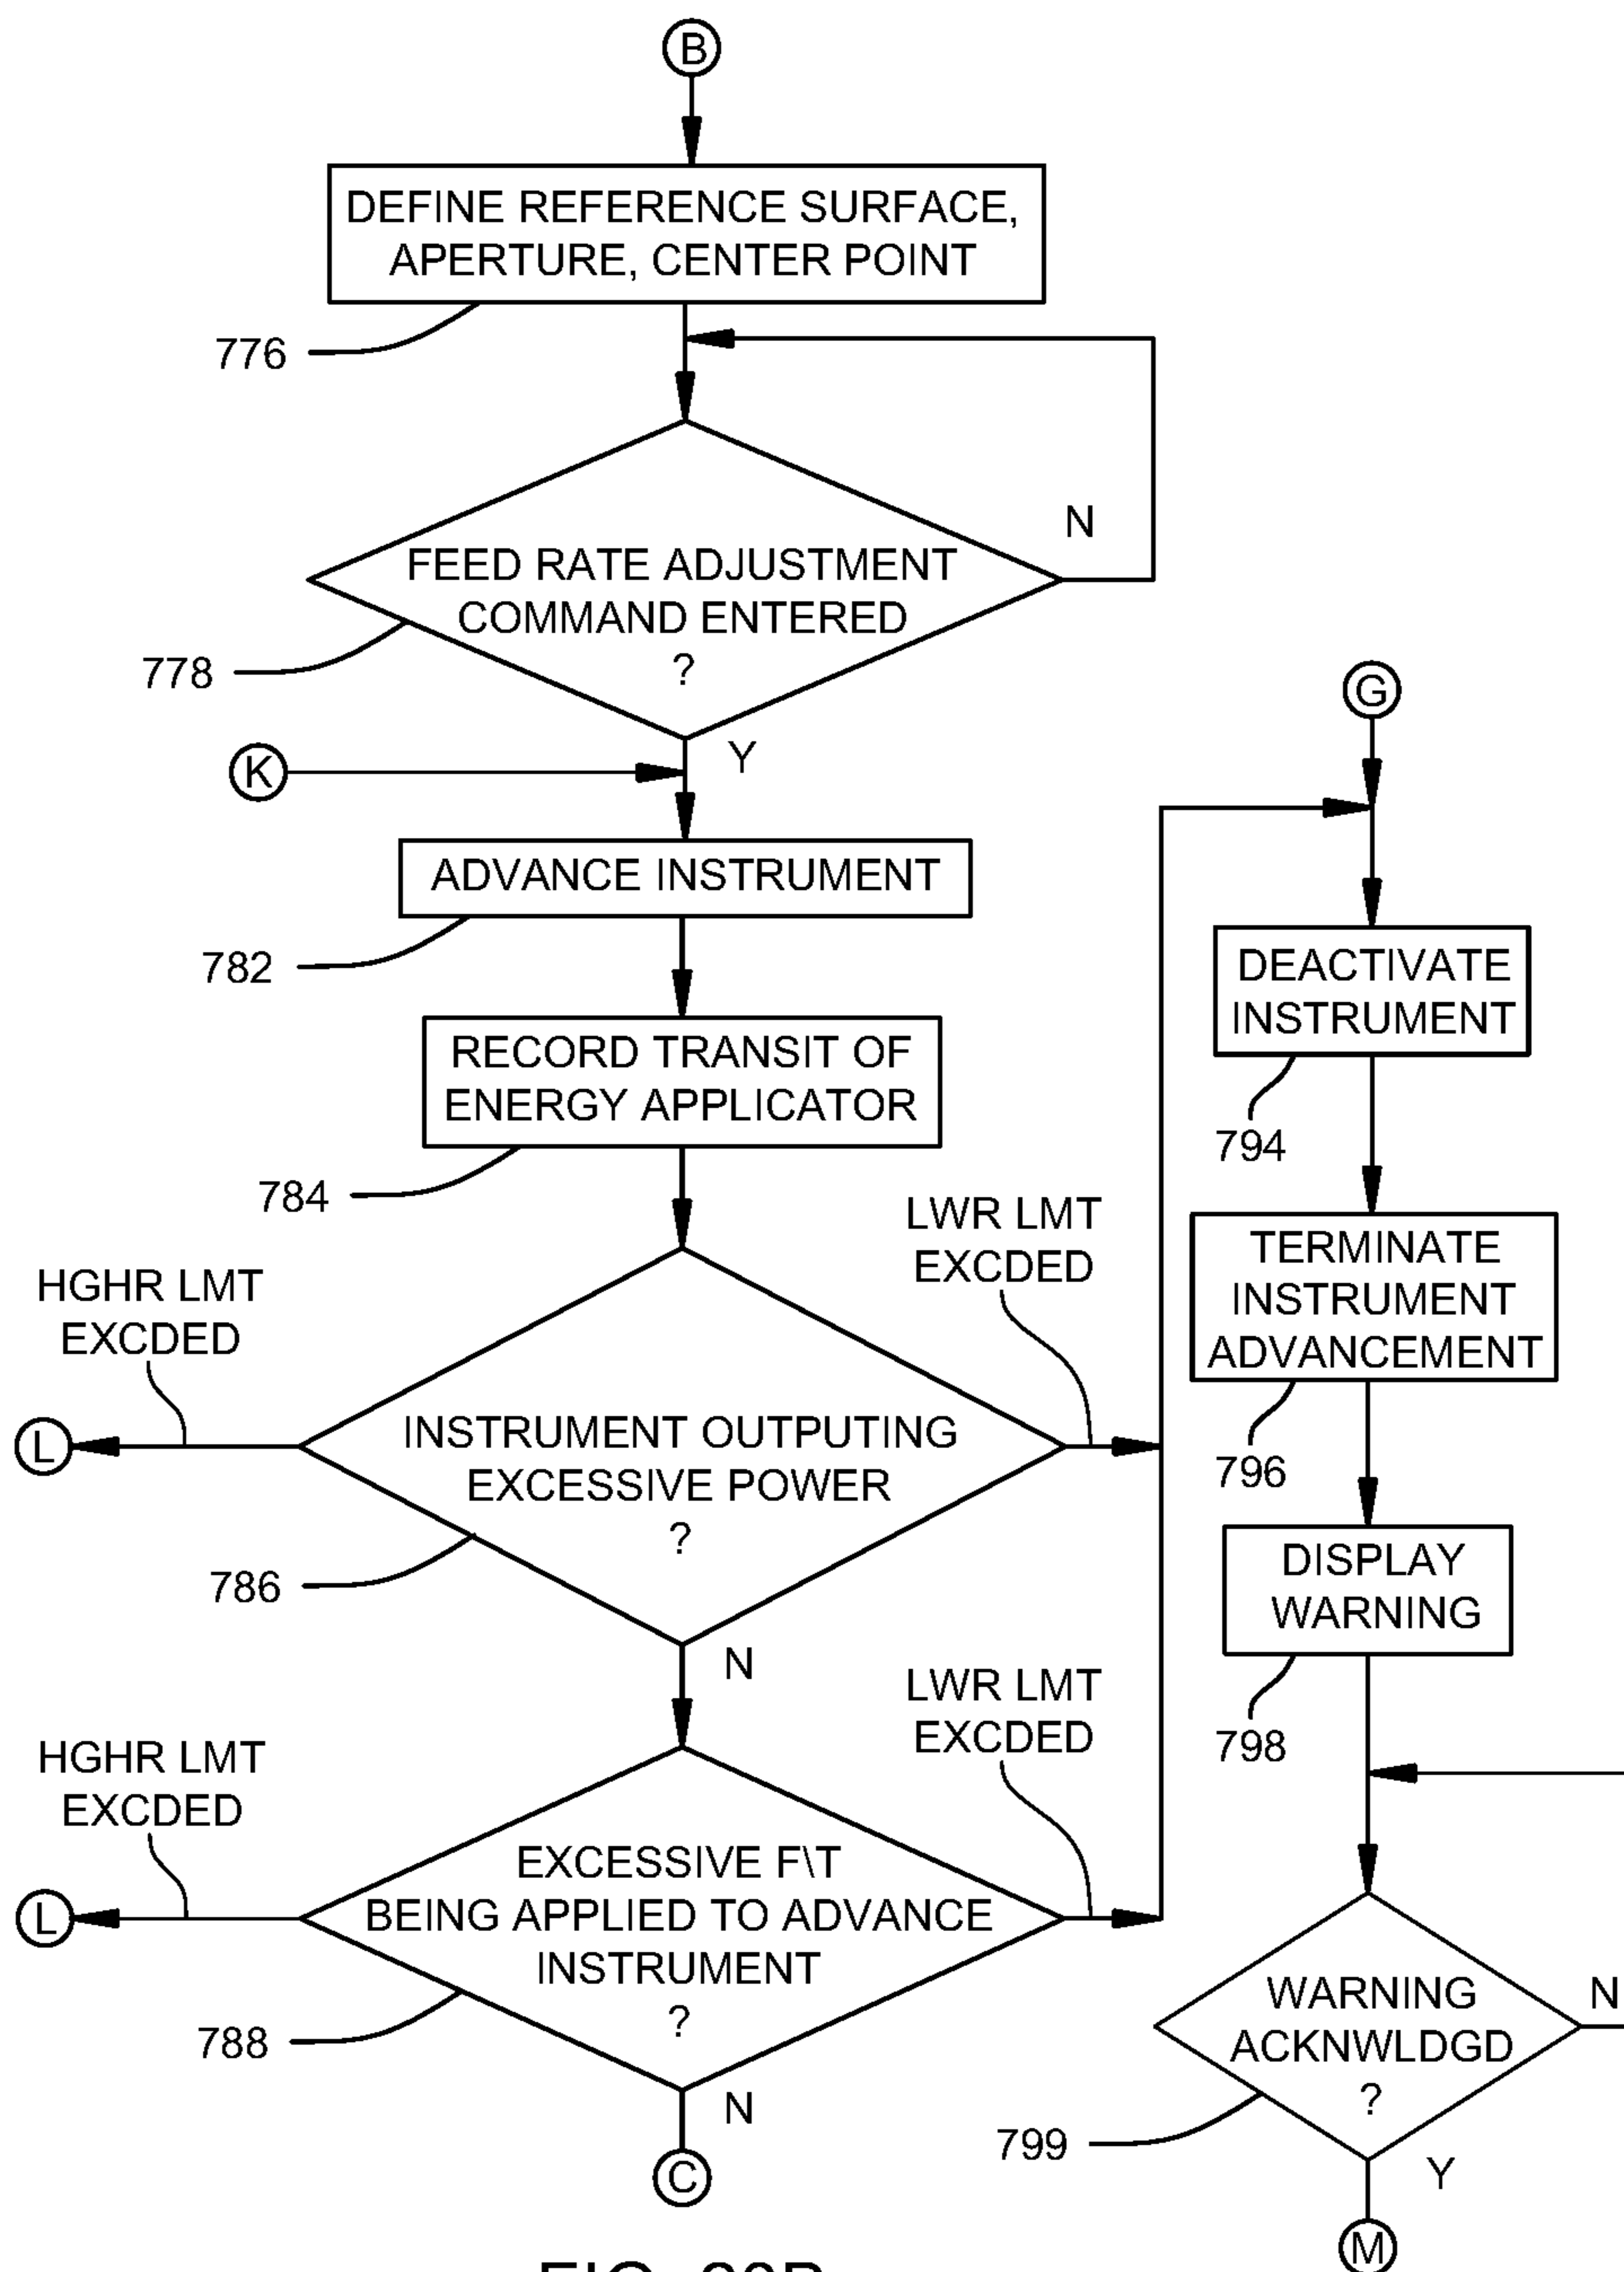 B
DEFINE REFERENCE SURFACE,
APERTURE, CENTER POINT
776
FEED RATE ADJUSTMENT
COMMAND ENTERED
?
N
778
Y
K
ADVANCE INSTRUMENT
782
RECORD TRANSIT OF
ENERGY APPLICATOR
784
HGHR LMT
EXCDED
LWR LMT
EXCDED
L
INSTRUMENT OUTPUTING
EXCESSIVE POWER
?
786
N
HGHR LMT
EXCDED
LWR LMT
EXCDED
L
EXCESSIVE F\T
BEING APPLIED TO ADVANCE
INSTRUMENT
?
788
N
C
G
DEACTIVATE
INSTRUMENT
794
TERMINATE
INSTRUMENT
ADVANCEMENT
796
DISPLAY
WARNING
798
WARNING
ACKNWLDGD
?
N
799
Y
M